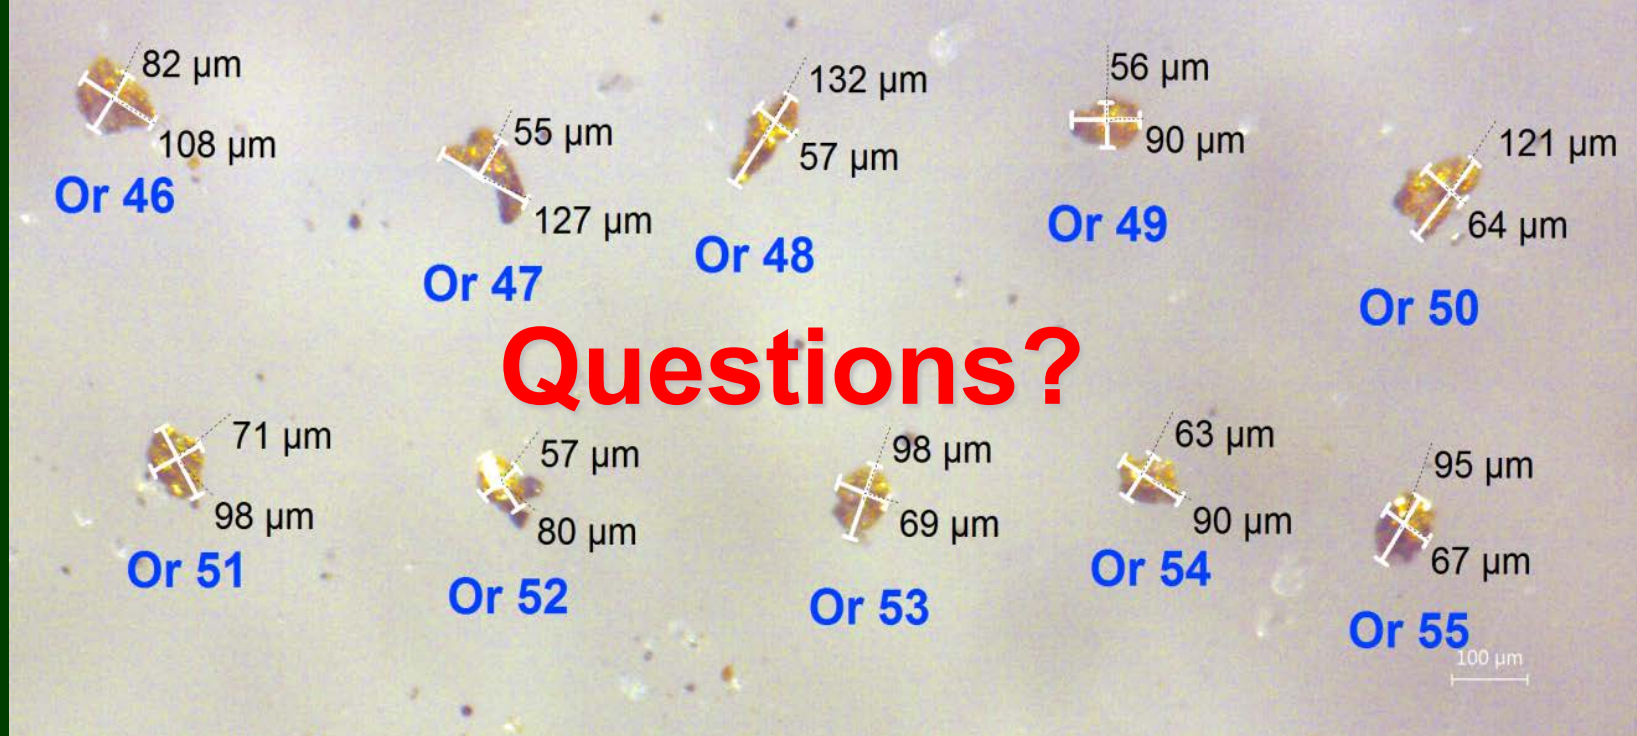 82 µm
108 µm
Or 46
55 µm
127 µm
Or 47
132 µm
57 µm
Or 48
56 µm
90 µm
Or 49
121 µm
64 µm
Or 50
Questions?
71 µm
98 µm
Or 51
57 µm
80 µm
Or 52
98 µm
69 µm
Or 53
63 µm
90 µm
Or 54
95 µm
67 µm
Or 55
100 µm